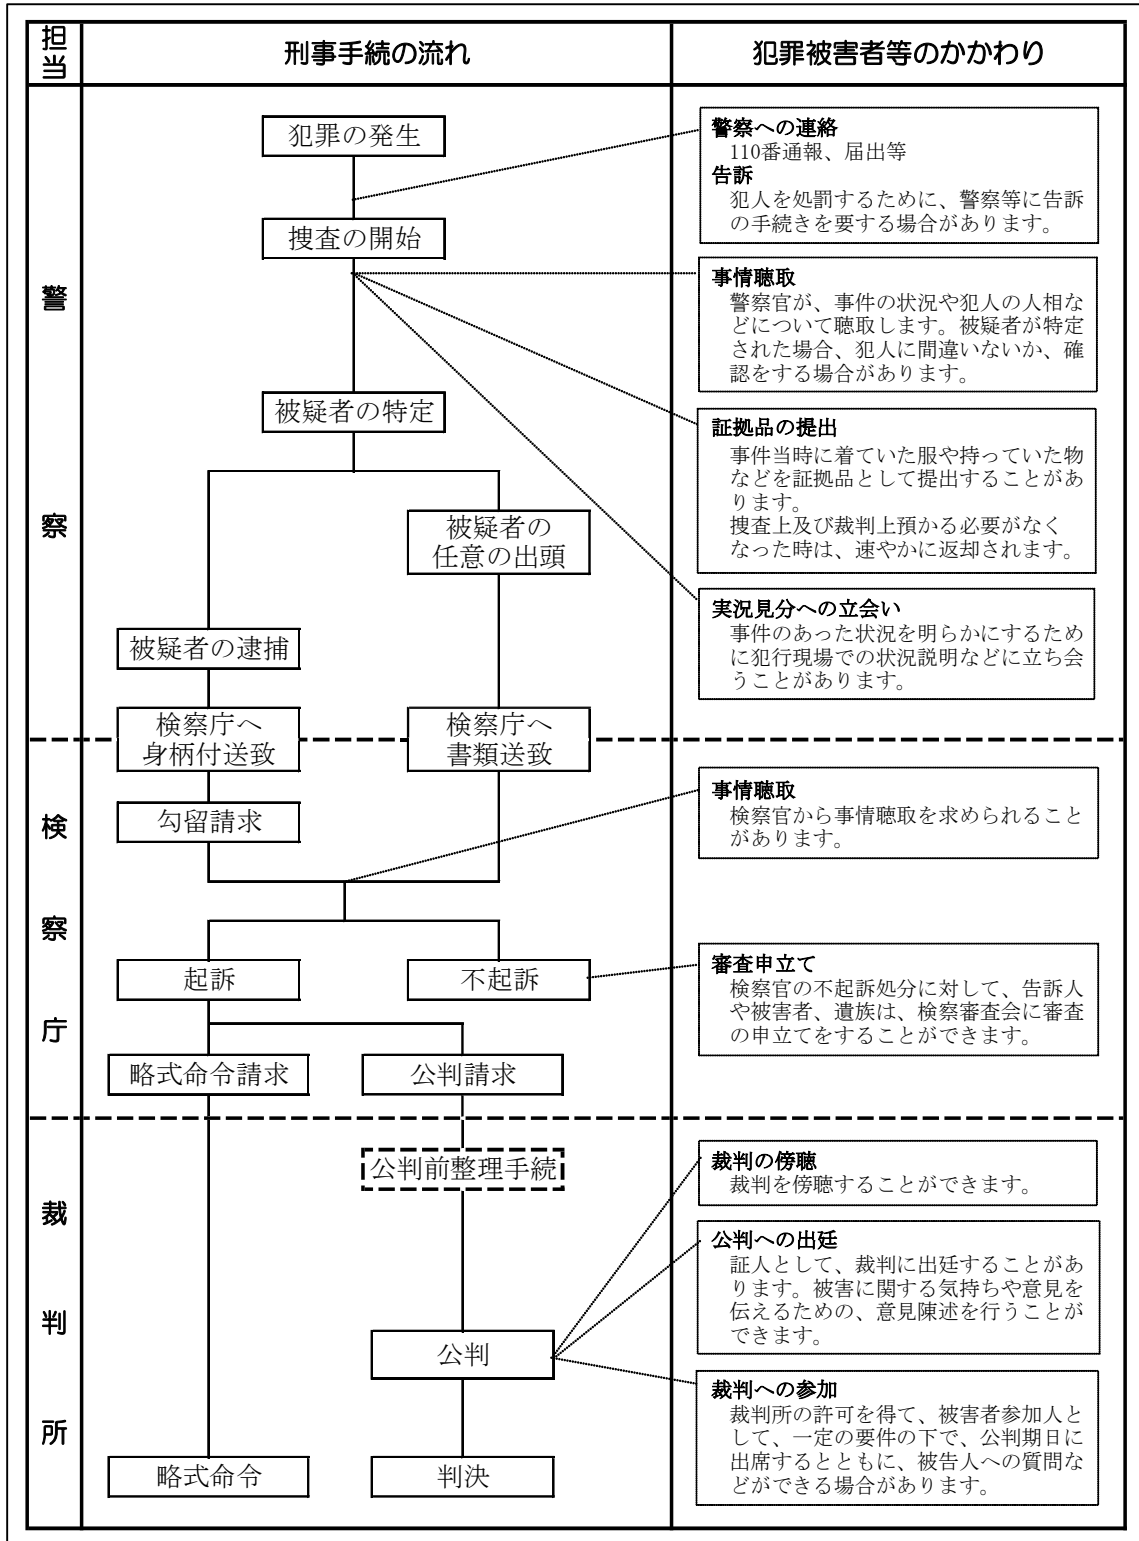 担当
刑事手続の流れ
犯罪被害者等のかかわり
警察
犯罪の発生
捜査の開始
被疑者の特定
被疑者の
任意の出頭
被疑者の逮捕
検察庁へ
身柄付送致
検察庁へ
書類送致
警察への連絡
110番通報、届出等
告訴
犯人を処罰するために、警察等に告訴
の手続きを要する場合があります。
事情聴取
警察官が、事件の状況や犯人の人相な
どについて聴取します。被疑者が特定
された場合、犯人に間違いないか、確
認をする場合があります。
証拠品の提出
事件当時に着ていた服や持っていた物
などを証拠品として提出することがあ
ります。
捜査上及び裁判上預かる必要がなく
なった時は、速やかに返却されます。
実況見分への立会い
事件のあった状況を明らかにするため
に犯行現場での状況説明などに立ち会
うことがあります。
検察庁
勾留請求
起訴
不起訴
略式命令請求
公判請求
事情聴取
検察官から事情聴取を求められること
があります。
審査申立て
検察官の不起訴処分に対して、告訴人
や被害者、遺族は、検察審査会に審査
の申立てをすることができます。
裁判所
公判前整理手続
公判
略式命令
判決
裁判の傍聴
裁判を傍聴することができます。
公判への出廷
証人として、裁判に出廷することがあ
ります。被害に関する気持ちや意見を
伝えるための、意見陳述を行うことが
できます。
裁判への参加
裁判所の許可を得て、被害者参加人と
して、一定の要件の下で、公判期日に
出席するとともに、被告人への質問な
どができる場合があります。